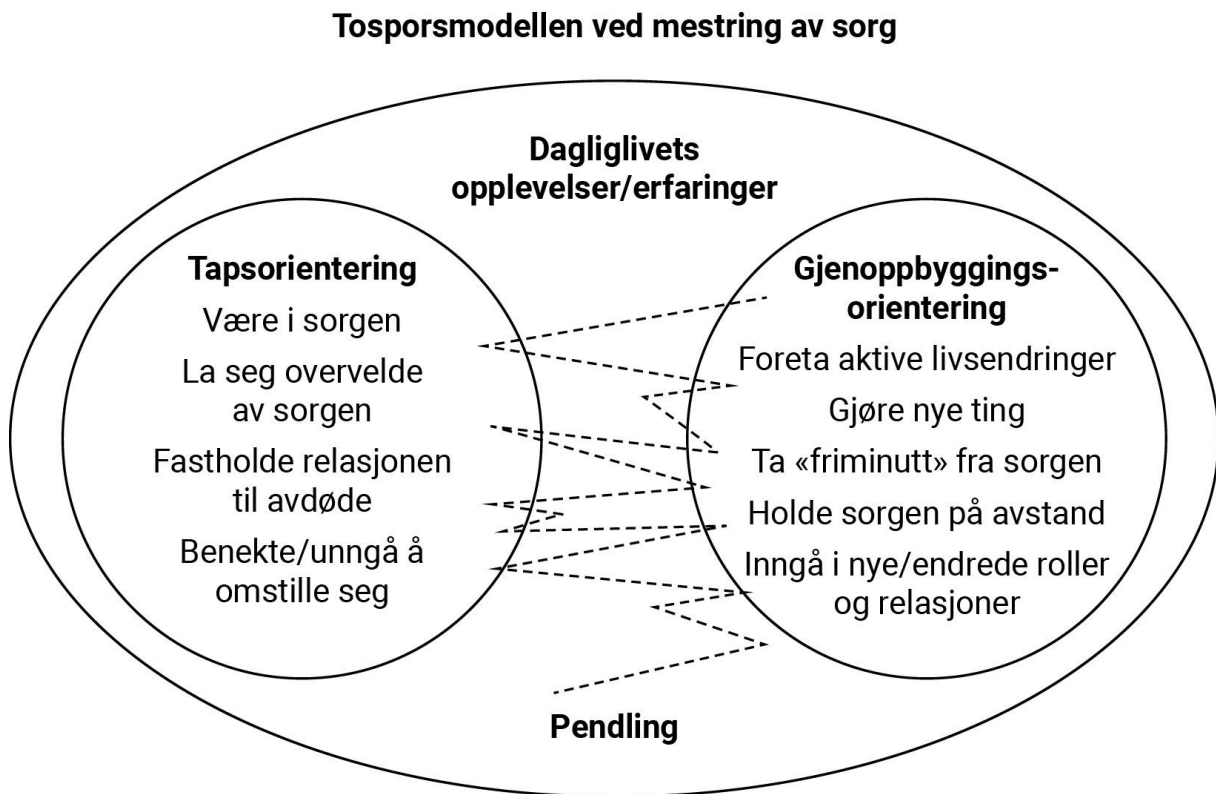 Tosporsmodellen ved mestring av sorg
Dagliglivets
opplevelser/erfaringer
Tapsorientering
Være i sorgen
La seg overvelde
av sorgen
Fastholde relasjonen
til avdøde
Benekte/unngå å
omstille seg
Gjenoppbyggings-
orientering
Foreta aktive livsendringer
Gjøre nye ting
Ta «friminutt» fra sorgen
Holde sorgen på avstand
Inngå i nye/endrede roller
og relasjoner
Pendling